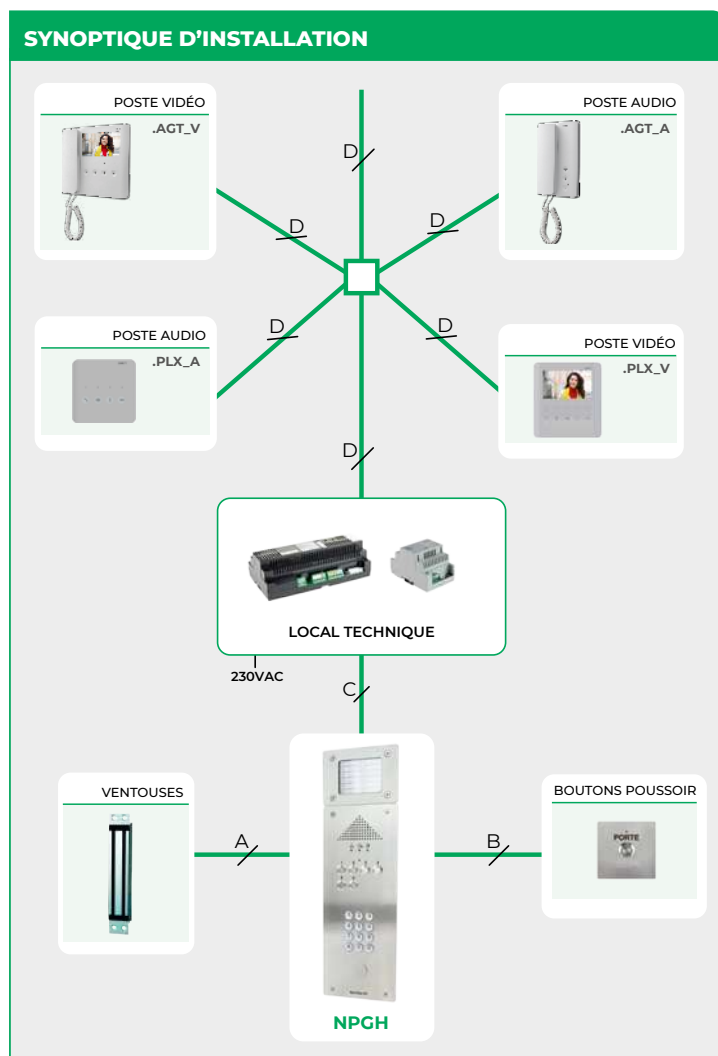 SYNOPTIQUE D'INSTALLATION
POSTE VIDÉO
.AGT_V
POSTE AUDIO
.AGT_A
D
D
D
POSTE AUDIO
.PLX_A
D
D
POSTE VIDÉO
.PLX_V
D
LOCAL TECHNIQUE
230VAC
C
VENTOUSES
A
BOUTONS POUSSOIR
PORTE
B
NPGH